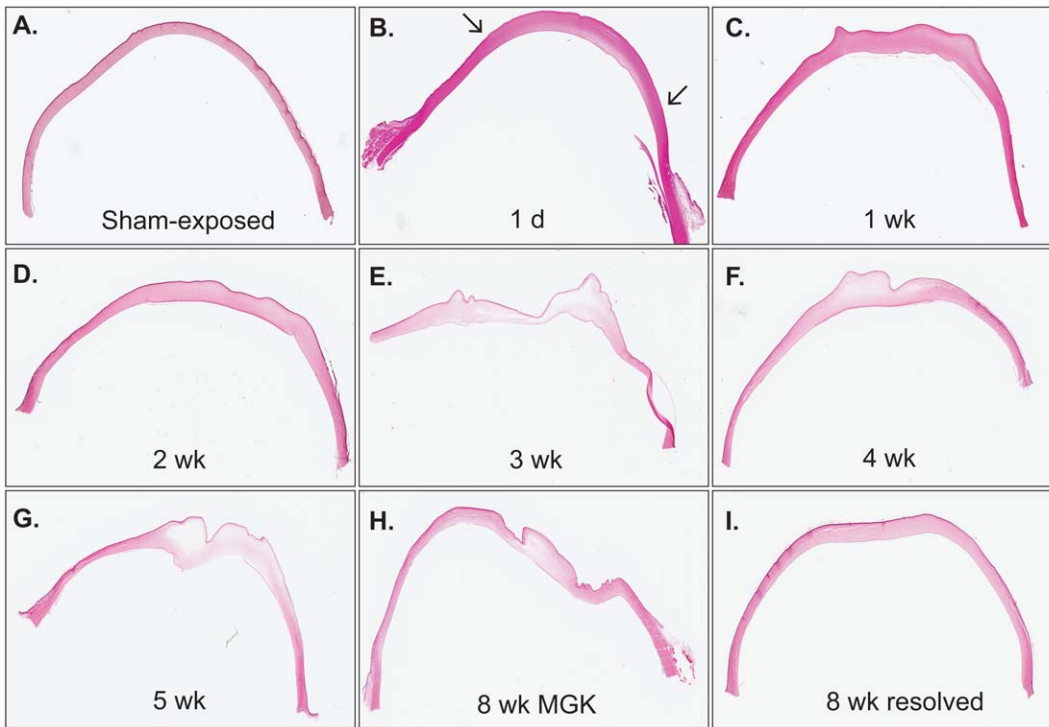 A.
Sham-exposed
B.
1 d
C.
1 wk
D.
2 wk
E.
3 wk
F.
4 wk
G.
5 wk
H.
8 wk MGK
I.
8 wk resolved